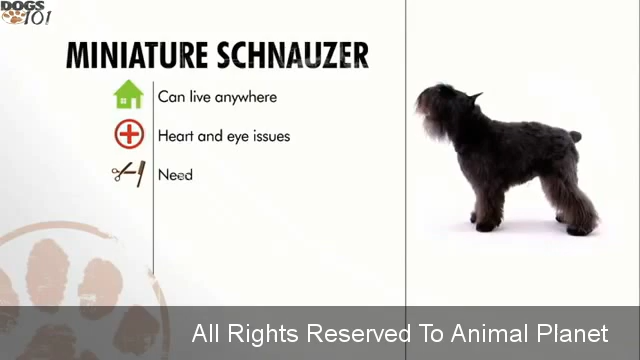 DOGS
101
MINIATURE SCHNAUZER
Can live anywhere
Heart and eye issues
Need
All Rights Reserved To Animal Planet